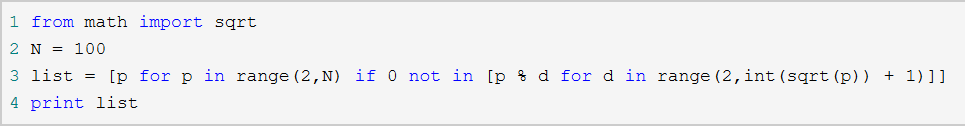 1 from math import sqrt
2 N = 100
3 list = [p for p in range(2,N) if 0 not in [p % d for d in range(2,int(sqrt(p)) + 1)]]
4 print list